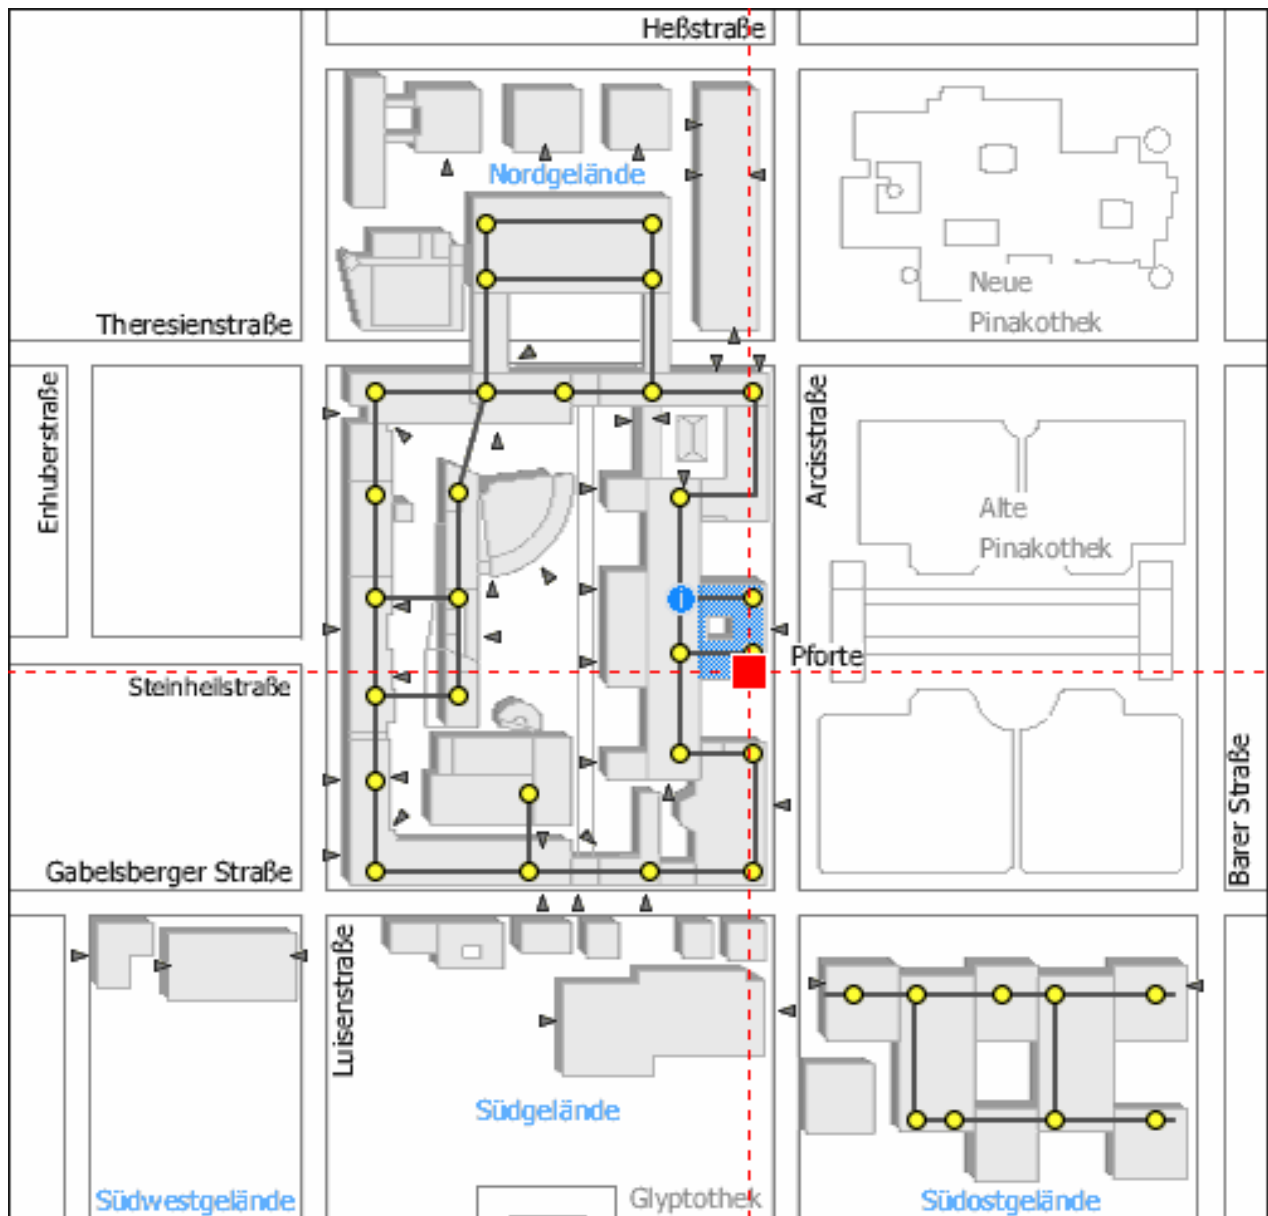 Heßstraße
Nordgelände
Neue
Pinakothek
Theresienstraße
Enhuberstraße
Arcisstraße
Alte
Pinakothek
i
Pforte
Steinheilstraße
Barer Straße
Gabelsberger Straße
Luisenstraße
Südgelände
Südwestgelände
Glyptothek
Südostgelände